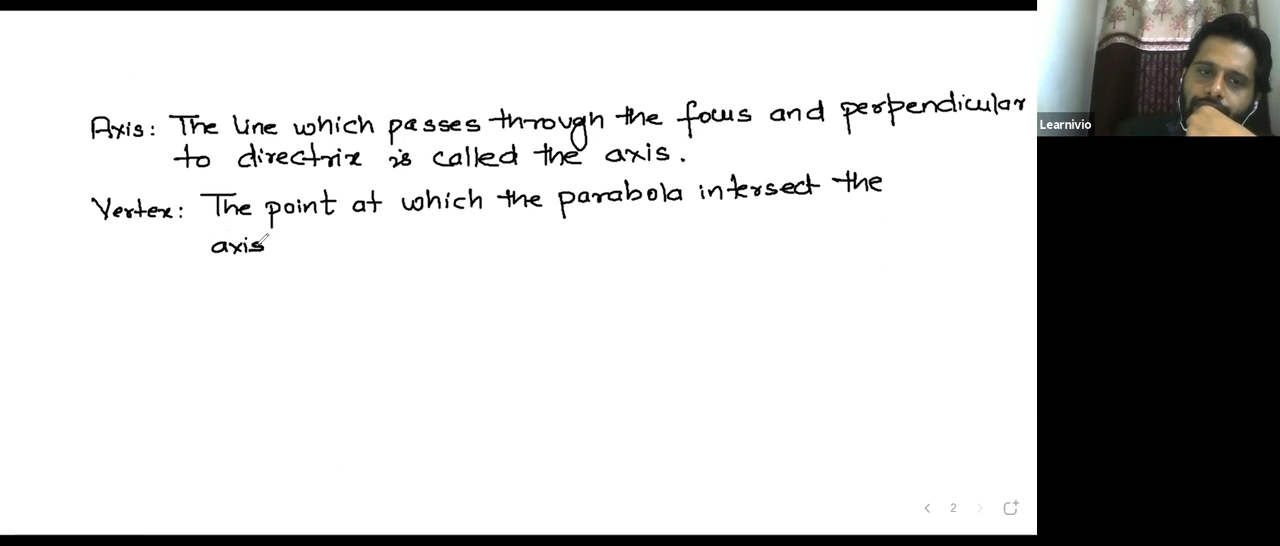 Axis: The line which passes through the focus and perpendicular
to directrix is called the axis.
Vertex: The point at which the parabola intersect the
axis
Learnivio
2